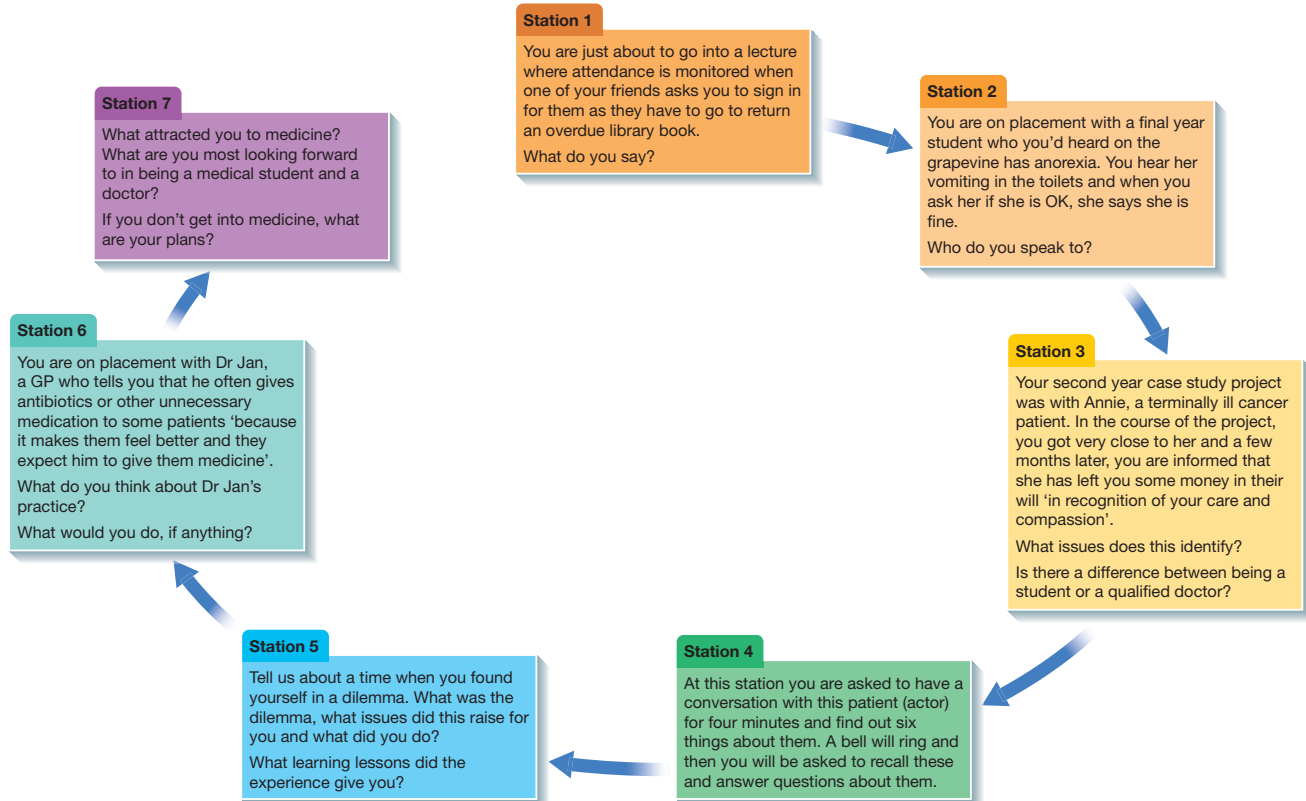 Station 1
You are just about to go into a lecture
where attendance is monitored when
one of your friends asks you to sign in
for them as they have to go to return
an overdue library book.
What do you say?
Station 2
You are on placement with a final year
student who you’d heard on the
grapevine has anorexia. You hear her
vomiting in the toilets and when you
ask her if she is OK, she says she is
fine.
Who do you speak to?
Station 3
Your second year case study project
was with Annie, a terminally ill cancer
patient. In the course of the project,
you got very close to her and a few
months later, you are informed that
she has left you some money in their
will ‘in recognition of your care and
compassion’.
What issues does this identify?
Is there a difference between being a
student or a qualified doctor?
Station 4
At this station you are asked to have a
conversation with this patient (actor)
for four minutes and find out six
things about them. A bell will ring and
then you will be asked to recall these
and answer questions about them.
Station 5
Tell us about a time when you found
yourself in a dilemma. What was the
dilemma, what issues did this raise for
you and what did you do?
What learning lessons did the
experience give you?
Station 6
You are on placement with Dr Jan,
a GP who tells you that he often gives
antibiotics or other unnecessary
medication to some patients ‘because
it makes them feel better and they
expect him to give them medicine’.
What do you think about Dr Jan’s
practice?
What would you do, if anything?
Station 7
What attracted you to medicine?
What are you most looking forward
to in being a medical student and a
doctor?
If you don’t get into medicine, what
are your plans?